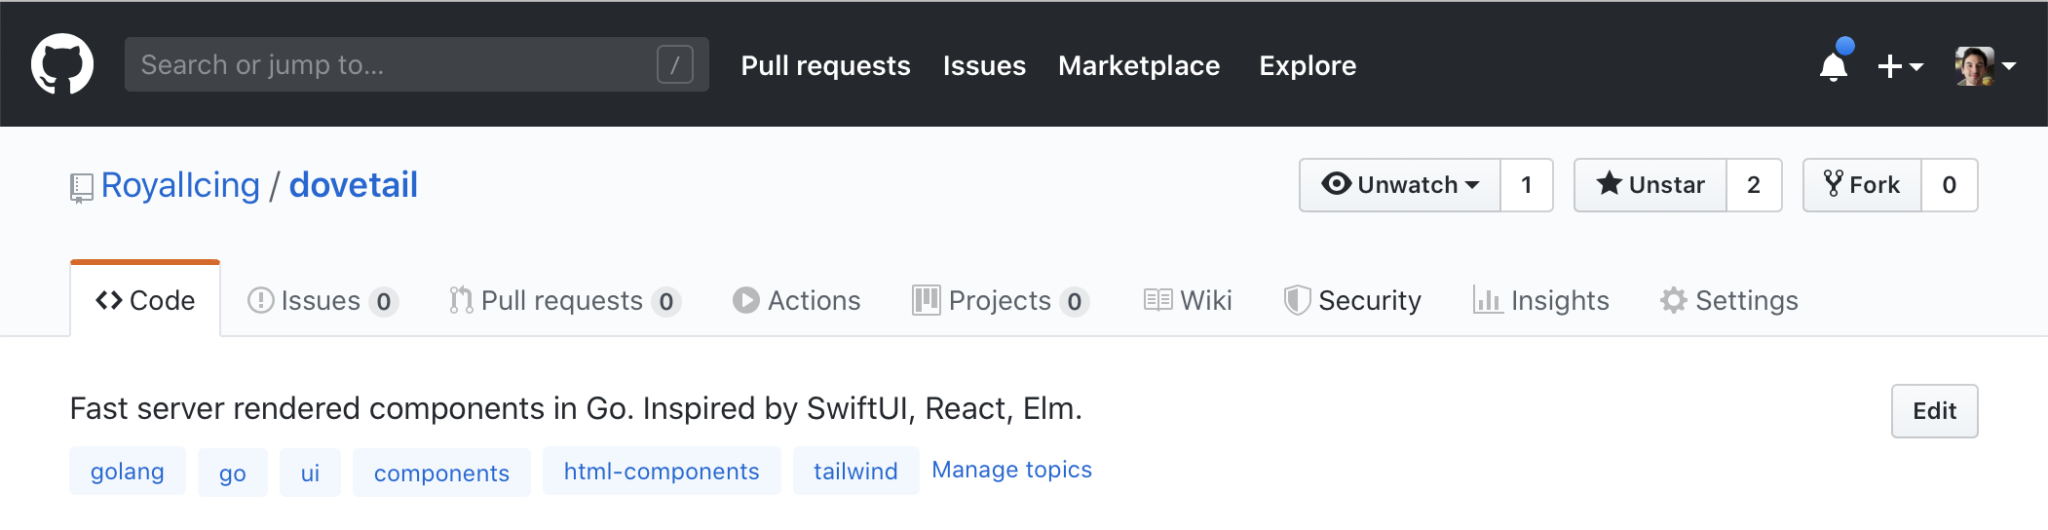 Search or jump to... / Pull requests Issues Marketplace Explore
RoyalIcing / dovetail Unwatch 1 Unstar 2 Fork 0
Code Issues 0 Pull requests 0 Actions Projects 0 Wiki Security Insights Settings
Fast server rendered components in Go. Inspired by SwiftUI, React, Elm. Edit
golang go ui components html-components tailwind Manage topics